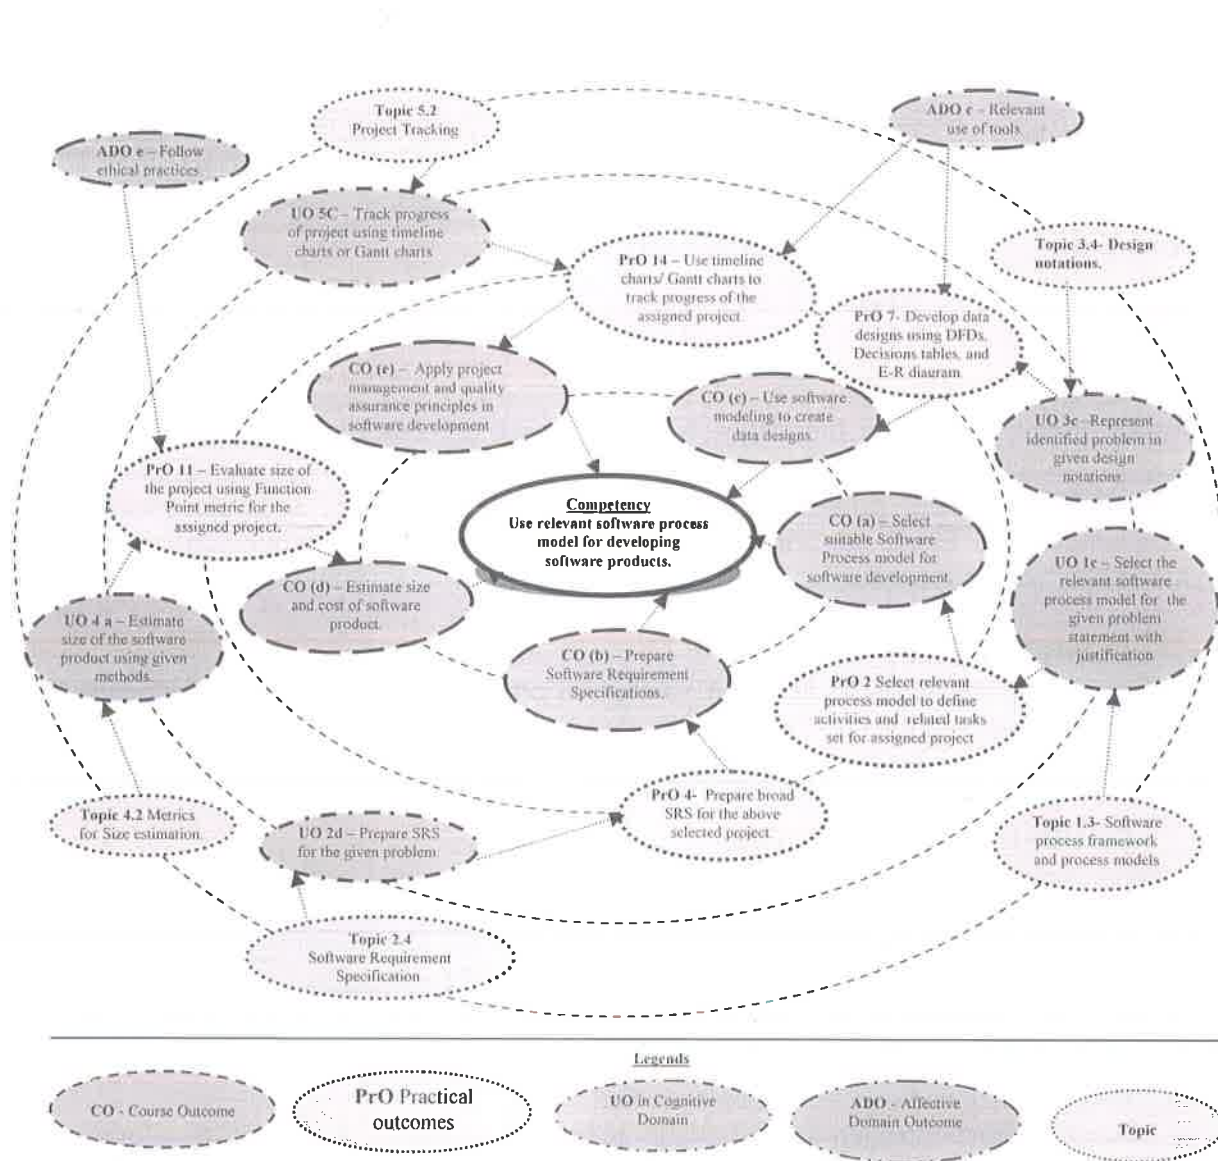 Topic 5.2
Project Tracking
ADO c – Relevant
use of tools.
ADO e – Follow
ethical practices.
UO 5C – Track progress
of project using timeline
charts or Gantt charts
Topic 3.4- Design
notations.
PrO 14 – Use timeline
charts/ Gantt charts to
track progress of the
assigned project.
PrO 7- Develop data
designs using DFDs,
Decisions tables, and
E-R diagram
CO (e) – Apply project
management and quality
assurance principles in
software development
CO (c) – Use software
modeling to create
data designs.
UO 3c -Represent
identified problem in
given design
notations.
PrO 11 – Evaluate size of
the project using Function
Point metric for the
assigned project.
Competency
Use relevant software process
model for developing
software products.
CO (a) – Select
suitable Software
Process model for
software development.
UO 1c – Select the
relevant software
process model for the
given problem
statement with
justification
CO (d) – Estimate size
and cost of software
product.
UO 4 a – Estimate
size of the software
product using given
methods.
CO (b) – Prepare
Software Requirement
Specifications.
PrO 2 Select relevant
process model to define
activities and related tasks
set for assigned project
PrO 4- Prepare broad
SRS for the above
selected project.
Topic 4.2 Metrics
for Size estimation.
UO 2d – Prepare SRS
for the given problem.
Topic 1.3- Software
process framework
and process models
Topic 2.4
Software Requirement
Specification
Legends
CO - Course Outcome
PrO Practical
outcomes
UO in Cognitive
Domain
ADO - Affective
Domain Outcome
Topic